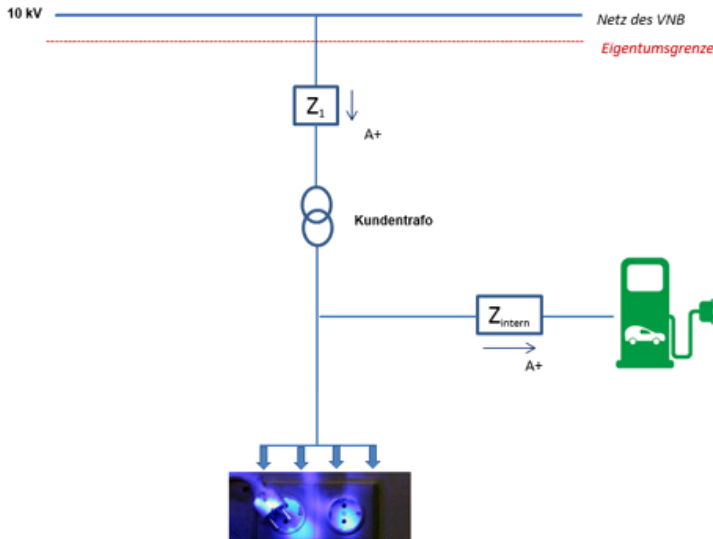 10 kV
Netz des VNB
Eigentumsgrenze
Z1
A+
Kundentrafo
Zintern
A+